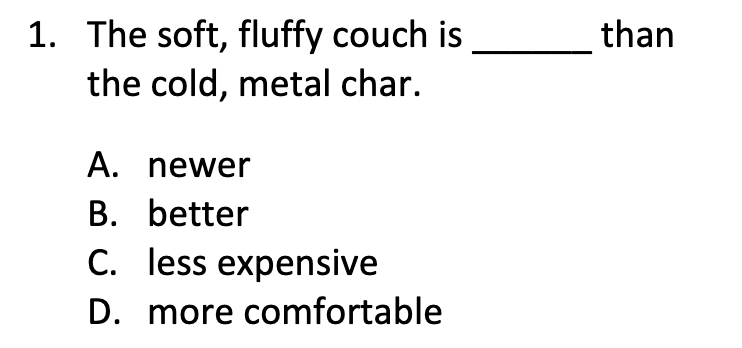 1. The soft, fluffy couch is ______ than
the cold, metal char.
A. newer
B. better
C. less expensive
D. more comfortable